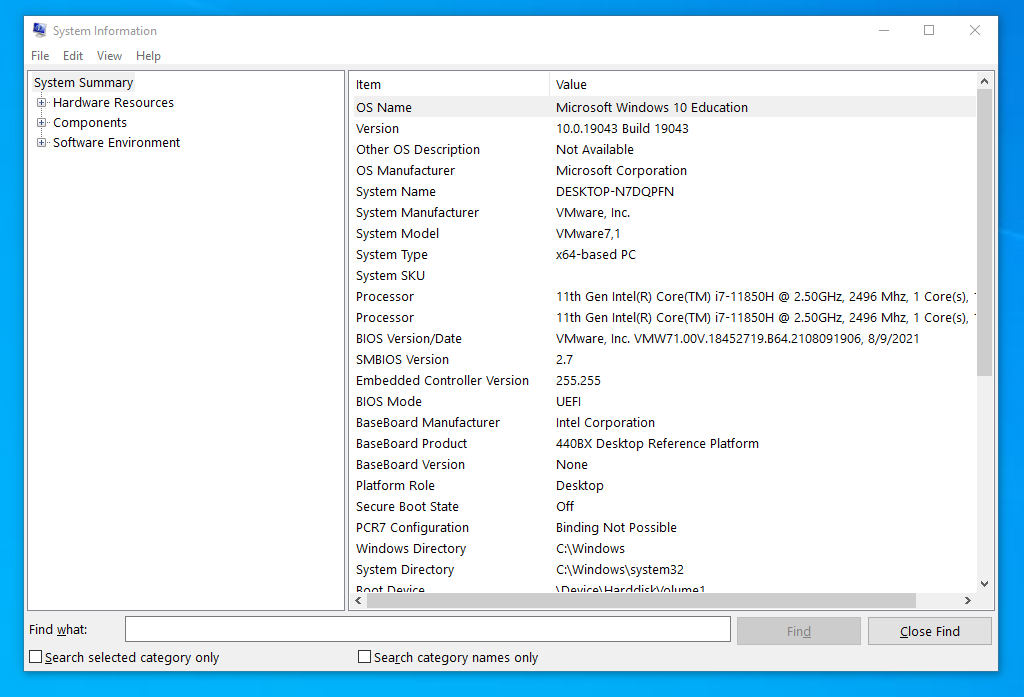 System Information
File Edit View Help
System Summary
Hardware Resources
Components
Software Environment
Item Value
OS Name Microsoft Windows 10 Education
Version 10.0.19043 Build 19043
Other OS Description Not Available
OS Manufacturer Microsoft Corporation
System Name DESKTOP-N7DQPFN
System Manufacturer VMware, Inc.
System Model VMware7,1
System Type x64-based PC
System SKU
Processor 11th Gen Intel(R) Core(TM) i7-11850H @ 2.50GHz, 2496 Mhz, 1 Core(s),
Processor 11th Gen Intel(R) Core(TM) i7-11850H @ 2.50GHz, 2496 Mhz, 1 Core(s),
BIOS Version/Date VMware, Inc. VMW71.00V.18452719.B64.2108091906, 8/9/2021
SMBIOS Version 2.7
Embedded Controller Version 255.255
BIOS Mode UEFI
BaseBoard Manufacturer Intel Corporation
BaseBoard Product 440BX Desktop Reference Platform
BaseBoard Version None
Platform Role Desktop
Secure Boot State Off
PCR7 Configuration Binding Not Possible
Windows Directory C:\Windows
System Directory C:\Windows\system32
Boot Device \Device\HarddiskVolume1
Find what: Find Close Find
Search selected category only Search category names only